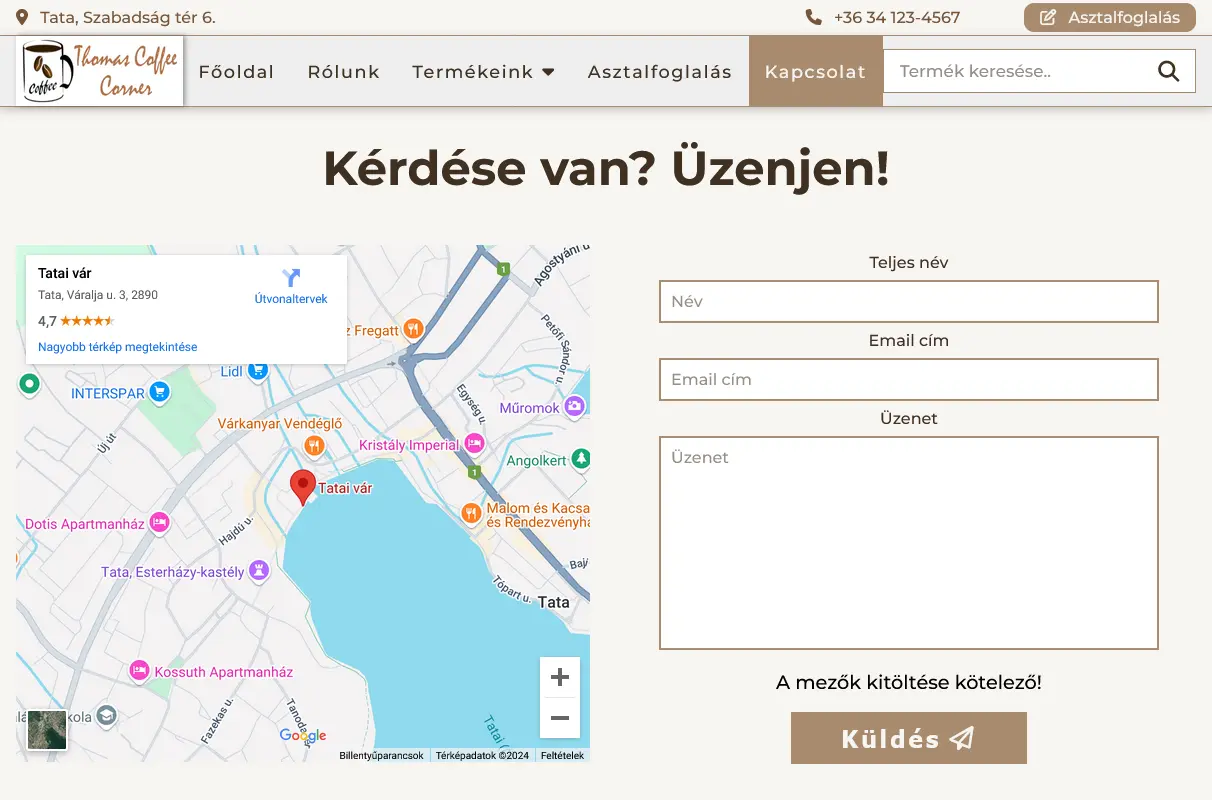 Tata, Szabadság tér 6.
+36 34 123-4567
Asztalfoglalás
Thomas Coffee
Corner
coffee
Főoldal
Rólunk
Termékeink
Asztalfoglalás
Kapcsolat
Termék keresése..
Kérdése van? Üzenjen!
Tatai vár
Tata, Váralja u. 3, 2890
4,7
Nagyobb térkép megtekintése
Útvonaltervek
1
Agostyáni u.
z Fregatt
Petőfi Sándor u.
Lidl
INTERSPAR
Egység u.
Műromok
Várkanyar Vendéglő
Új út
Kristály Imperial
Angolkert
1
Tatai vár
Malom és Kacsa
és Rendezvényhá
Dotis Apartmanház
Hajdú u.
Bajį
Tata, Esterházy-kastély
Tópart u.
Tata
Kossuth Apartmanház
Fazekas u.
Tanoda
Tatai
kola
Google
Billentyűparancsok
Térképadatok ©2024
Feltételek
Teljes név
Név
Email cím
Email cím
Üzenet
Üzenet
A mezők kitöltése kötelező!
Küldés